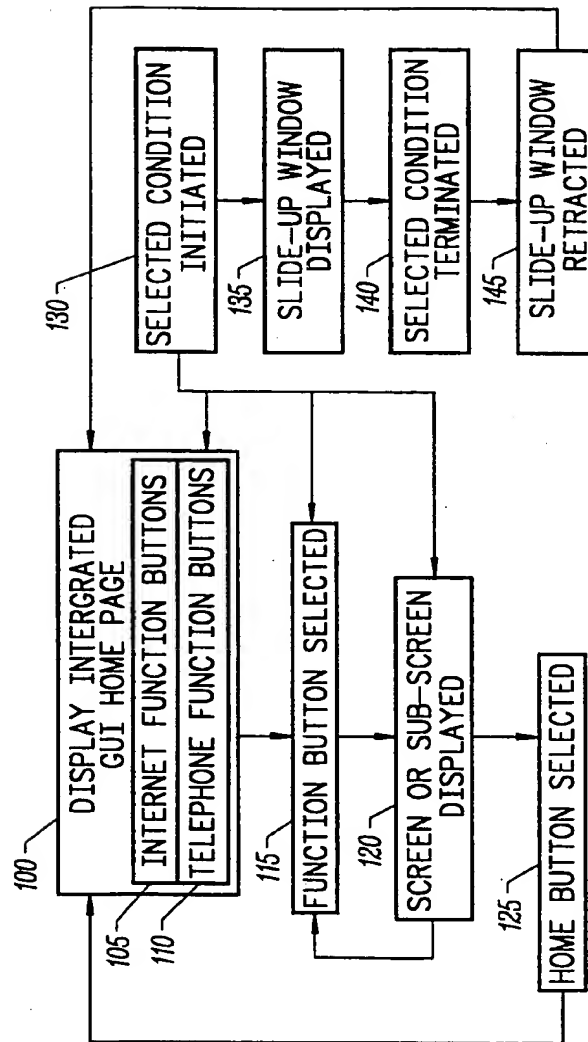 100
DISPLAY INTERGRATED
GUI HOME PAGE
105
INTERNET FUNCTION BUTTONS
110
TELEPHONE FUNCTION BUTTONS
115
FUNCTION BUTTON SELECTED
120
SCREEN OR SUB-SCREEN
DISPLAYED
125
HOME BUTTON SELECTED
130
SELECTED CONDITION
INITIATED
135
SLIDE-UP WINDOW
DISPLAYED
140
SELECTED CONDITION
TERMINATED
145
SLIDE-UP WINDOW
RETRACTED